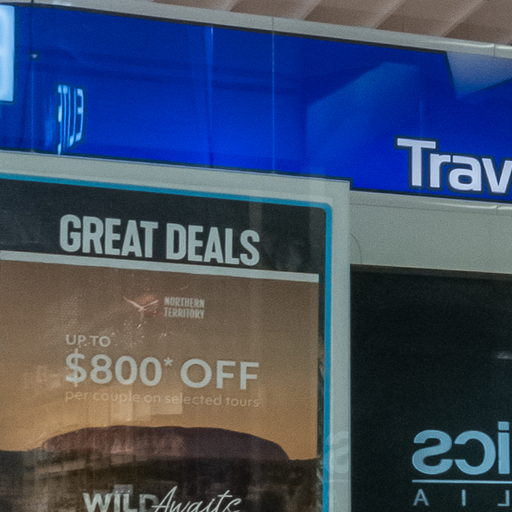 Trav
GREAT DEALS
NORTHERN
TERRITORY
UP TO
$800* OFF
per couple on selected tours
WILD Awaits